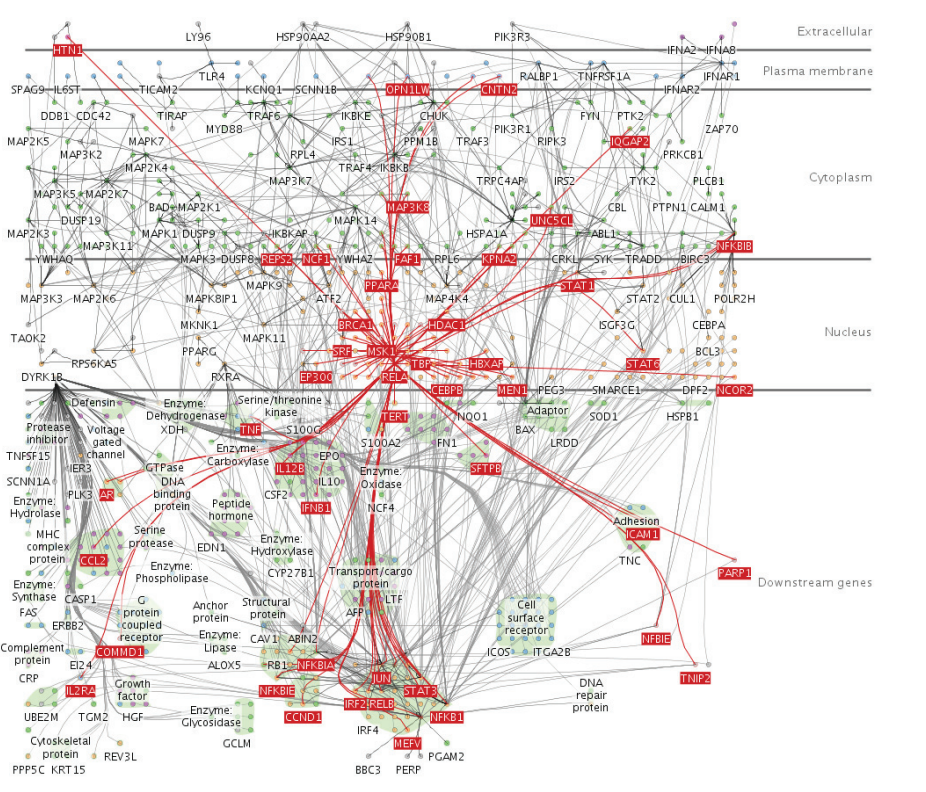 Extracellular
LY96
HSP90AA2
HSP90B1
PIK3R3
HTN1
IFNA2
IFNA8
Plasma membrane
TLR4
RALBP1
TNFRSF1A
IFNAR1
SPAG9
IL6ST
TICAM2
KCNQ1
SCNN1B
OPN1LW
CNTN2
IFNAR2
DDB1
CDC42
TIRAP
TRAF6
IKBKE
CHUK
FYN
PTK2
MYD88
PIK3R1
ZAP70
MAP2K5
MAPK7
IRS1
PPM1B
TRAF3
RIPK3
IQGAP2
MAP3K2
RPL4
PRKCB1
MAP2K4
MAP3K7
TRAF4
IKBKB
Cytoplasm
TRPC4AP
IRS2
TYK2
PLCB1
MAP3K5
MAP2K7
BAD
MAP2K1
MAP3K8
CBL
PTPN1
CALM1
DUSP19
MAPK14
UNC5CL
MAP2K3
MAPK1
DUSP9
IKBKAP
HSPA1A
ABL1
MAP3K11
NFKBIB
YWHAQ
MAPK3
DUSP8
REPS2
NCF1
YWHAZ
FAF1
RPL6
KPNA2
CRKL
SYK
TRADD
BIRC3
MAPK9
PPARA
STAT1
MAP3K3
MAP2K6
MAPK8IP1
ATF2
MAP4K4
STAT2
CUL1
POLR2H
MKNK1
BRCA1
HDAC1
ISGF3G
CEBPA
Nucleus
TAOK2
MAPK11
PPARG
SRF
MSK1
BCL3
RPS6KA5
TBP
HBXAP
STAT6
DYRK1B
RXRA
EP300
RELA
CEBPB
MEN1
PEG3
SMARCE1
DPF2
NCOR2
Defensin
Enzyme:
Dehydrogenase
Serine/threonine
kinase
Adaptor
TERT
NQO1
SOD1
HSPB1
Protease
inhibitor
Voltage
gated
channel
XDH
TNF
S100G
BAX
S100A2
FN1
LRDD
TNFSF15
IER3
Enzyme:
Carboxylase
EPO
GTPase
IL12B
SFTPB
SCNN1A
DNA
binding
protein
IL10
Enzyme:
Oxidase
PLK3
AR
CSF2
Enzyme:
Hydrolase
Peptide
hormone
IFNB1
NCF4
Adhesion
MHC
complex
protein
Serine
protease
ICAM1
EDN1
Enzyme:
Hydroxylase
CCL2
TNC
Enzyme:
Phospholipase
CYP27B1
Transport/cargo
protein
PARP1
Downstream genes
Enzyme:
Synthase
CASP1
FAS
G
protein
coupled
receptor
Anchor
protein
Structural
protein
AFP
LTF
Cell
surface
receptor
ERBB2
Enzyme:
Lipase
CAV1
ABIN2
NFBIE
Complement
protein
COMMD1
ICOS
ITGA2B
EI24
ALOX5
RB1
NFKBIA
CRP
JUN
TNIP2
IL2RA
Growth
factor
NFKBIE
STAT3
DNA
repair
protein
IRF2
RELB
UBE2M
TGM2
HGF
Enzyme:
Glycosidase
CCND1
NFKB1
IRF4
Cytoskeletal
protein
GCLM
MEFV
REV3L
PGAM2
PPP5C
KRT15
BBC3
PERP